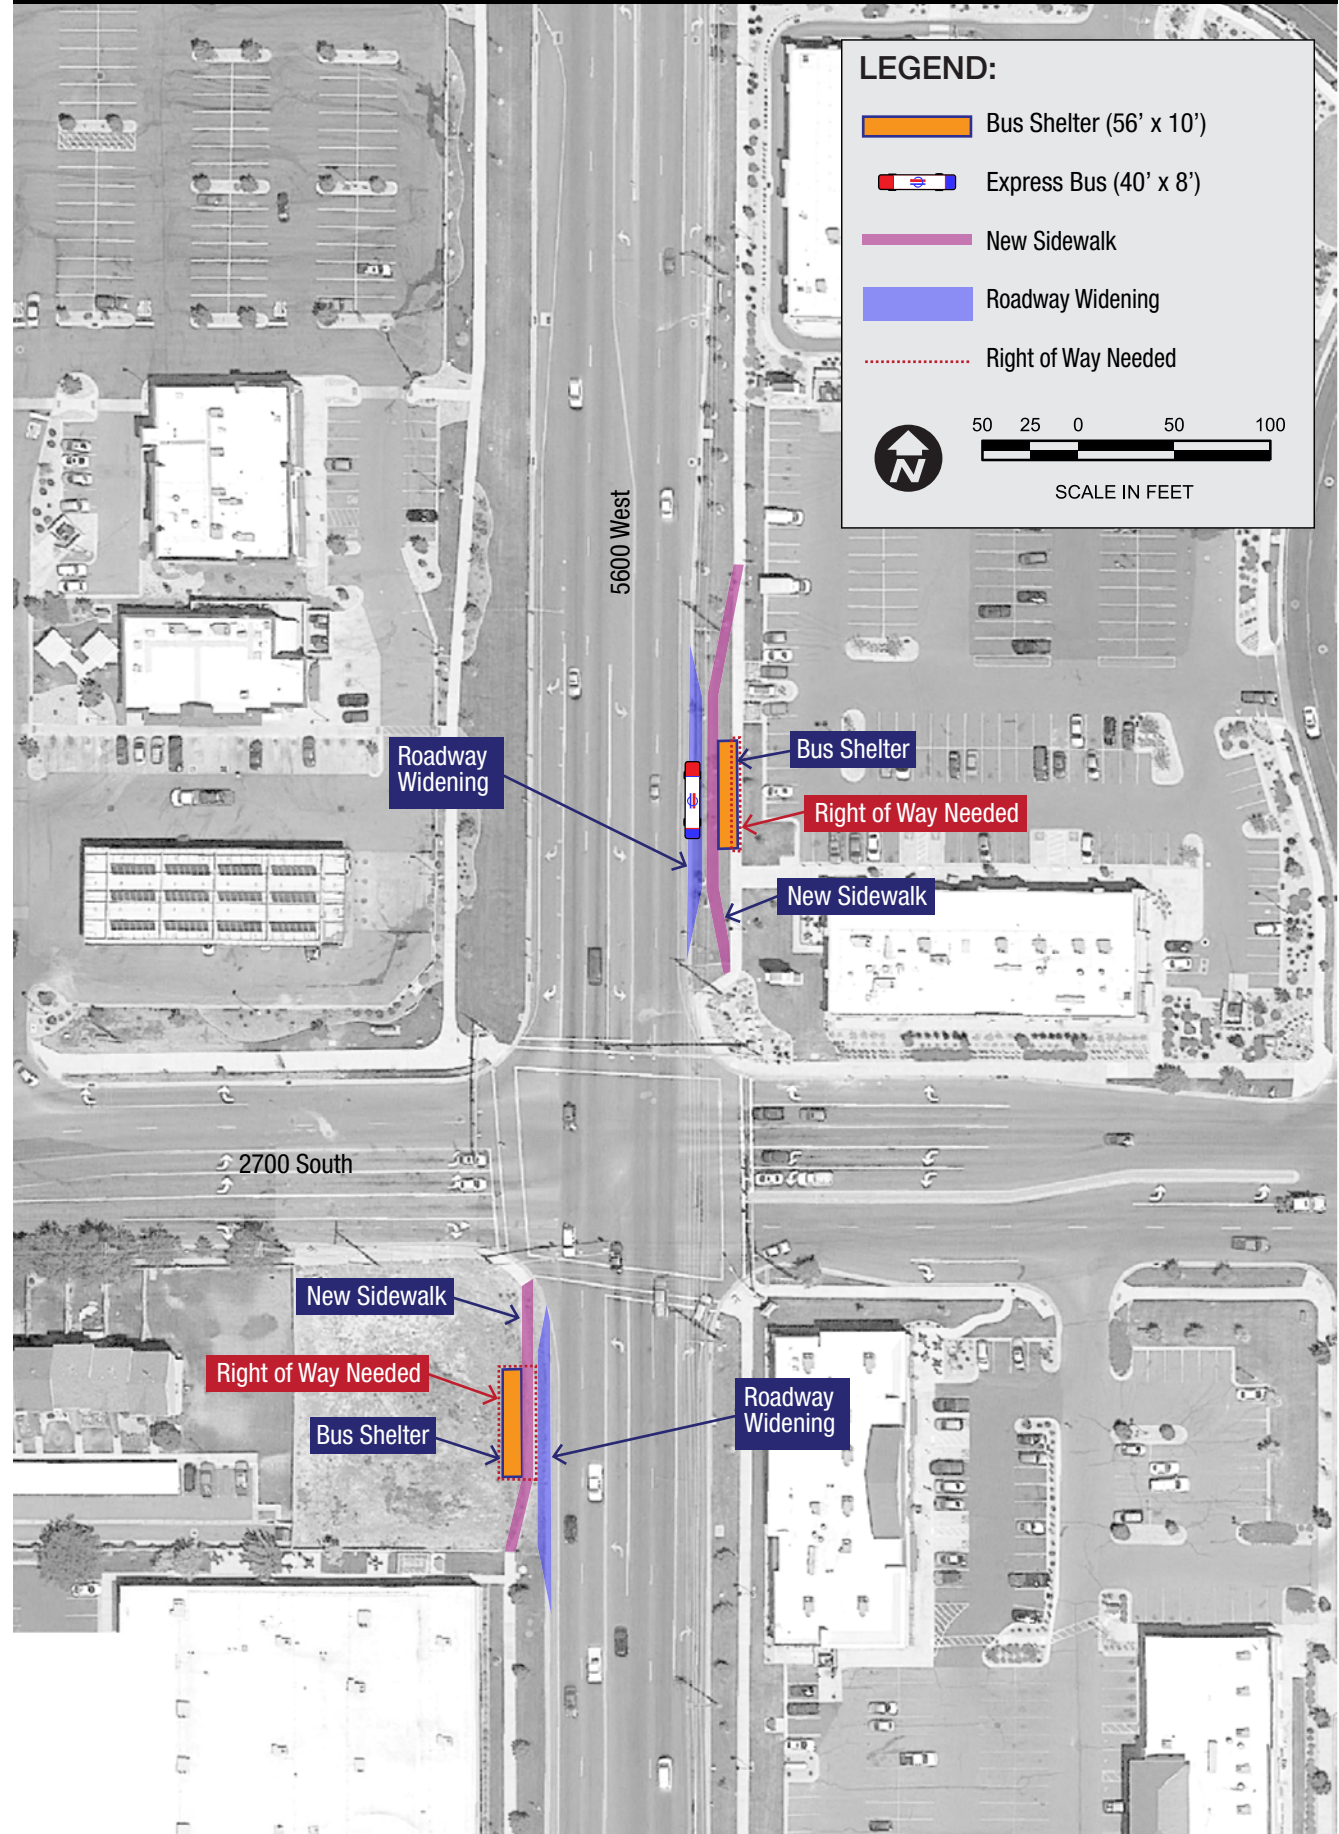 LEGEND:
Bus Shelter (56’ x 10’)
Express Bus (40’ x 8’)
New Sidewalk
Roadway Widening
Right of Way Needed
50 25 0 50 100
N
SCALE IN FEET
5600 West
Roadway
Widening
Bus Shelter
Right of Way Needed
New Sidewalk
2700 South
New Sidewalk
Right of Way Needed
Bus Shelter
Roadway
Widening